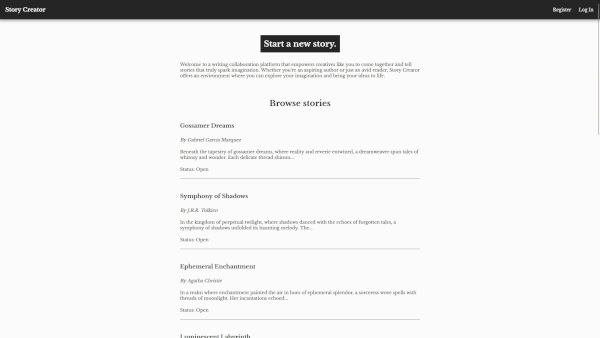 Story Creator
Register Log In
Start a new story.
Welcome to a writing collaboration platform that empowers creatives like you to come together and tell
stories that truly spark imagination. Whether you're an aspiring author or just an avid reader, Story Creator
offers an environment where you can explore your imagination and bring your ideas to life.
Browse stories
Gossamer Dreams
By Gabriel Garcia Marquez
Beneath the tapestry of gossamer dreams, where reality and reverie entwined, a dreamweaver spun tales of
whimsy and wonder. Each delicate thread shimm...
Status: Open
Symphony of Shadows
By J.R.R. Tolkien
In the kingdom of perpetual twilight, where shadows danced with the echoes of forgotten tales, a
symphony of shadows unfolded its haunting melody. The...
Status: Open
Ephemeral Enchantment
By Agatha Christie
In a realm where enchantment painted the air in hues of ephemeral splendor, a sorceress wove spells with
threads of moonlight. Her incantations echoed...
Status: Open
Luminescent Labyrinth